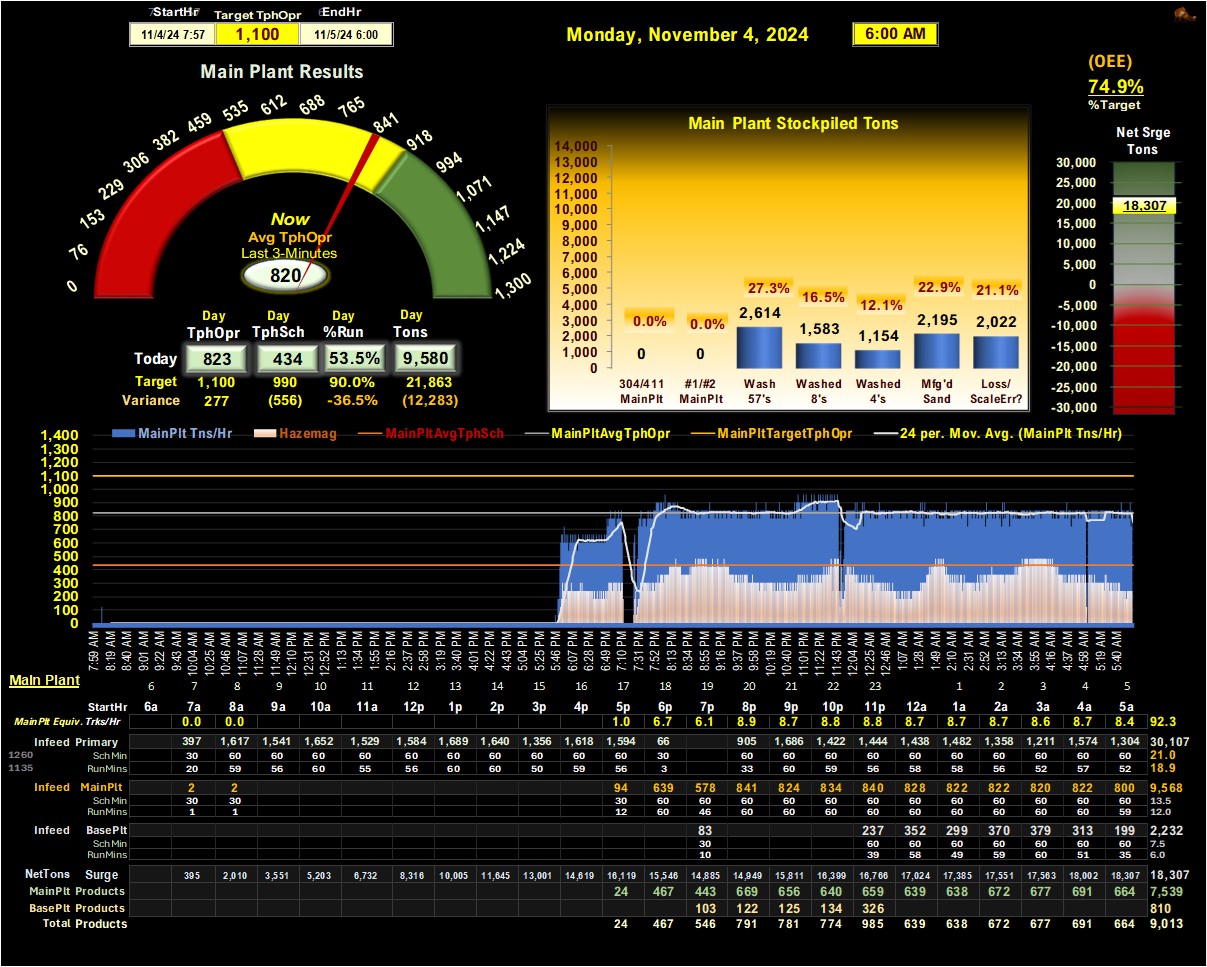 StartHr Target TphOpr EndHr
11/4/24 7:57 1,100 11/5/24 6:00
Monday, November 4, 2024 6:00 AM
(OEE)
74.9%
%Target
Main Plant Results
0 76 153 229 306 382 459 535 612 688 765 841 918 994 1,071 1,147 1,224 1,300
Now
Avg TphOpr
Last 3-Minutes
820
Day Day Day Day
TphOpr TphSch %Run Tons
Today 823 434 53.5% 9,580
Target 1,100 990 90.0% 21,863
Variance 277 (556) -36.5% (12,283)
Main Plant Stockpiled Tons
14,000
13,000
12,000
11,000
10,000
9,000
8,000
7,000
6,000
5,000
4,000
3,000
2,000
1,000
0
0.0% 0.0% 27.3% 16.5% 12.1% 22.9% 21.1%
0 0 2,614 1,583 1,154 2,195 2,022
304/411 #1/#2 Wash Washed Washed Mfg'd Loss/
MainPlt MainPlt 57's 8's 4's Sand ScaleErr?
Net Srge
Tons
30,000
25,000
20,000
18,307
15,000
10,000
5,000
0
-5,000
-10,000
-15,000
-20,000
-25,000
-30,000
MainPlt Tns/Hr Hazemag MainPltAvgTphSch MainPltAvgTphOpr MainPltTargetTphOpr 24 per. Mov. Avg. (MainPlt Tns/Hr)
1,400
1,300
1,200
1,100
1,000
900
800
700
600
500
400
300
200
100
0
7:59 AM 8:19 AM 8:40 AM 9:01 AM 9:22 AM 9:43 AM 10:04 AM 10:25 AM 10:46 AM 11:07 AM 11:28 AM 11:49 AM 12:10 PM 12:31 PM 12:52 PM 1:13 PM 1:34 PM 1:55 PM 2:16 PM 2:37 PM 2:58 PM 3:19 PM 3:40 PM 4:01 PM 4:22 PM 4:43 PM 5:04 PM 5:25 PM 5:46 PM 6:07 PM 6:28 PM 6:49 PM 7:10 PM 7:31 PM 7:52 PM 8:13 PM 8:34 PM 8:55 PM 9:16 PM 9:37 PM 9:58 PM 10:19 PM 10:40 PM 11:01 PM 11:22 PM 11:43 PM 12:04 AM 12:25 AM 12:46 AM 1:07 AM 1:28 AM 1:49 AM 2:10 AM 2:31 AM 2:52 AM 3:13 AM 3:34 AM 3:55 AM 4:16 AM 4:37 AM 4:58 AM 5:19 AM 5:40 AM
Main Plant 6 7 8 9 10 11 12 13 14 15 16 17 18 19 20 21 22 23 1 2 3 4 5
StartHr 6a 7a 8a 9a 10a 11a 12p 1p 2p 3p 4p 5p 6p 7p 8p 9p 10p 11p 12a 1a 2a 3a 4a 5a
MainPlt Equiv. Trks/Hr 0.0 0.0 1.0 6.7 6.1 8.9 8.7 8.8 8.8 8.7 8.7 8.7 8.6 8.7 8.4 92.3
Infeed Primary 397 1,617 1,541 1,652 1,529 1,584 1,689 1,640 1,356 1,618 1,594 66 905 1,686 1,422 1,444 1,438 1,482 1,358 1,211 1,574 1,304 30,107
1260 Sch Min 30 60 60 60 60 60 60 60 60 60 60 30 60 60 60 60 60 60 60 60 60 60 21.0
1135 RunMins 20 59 56 60 55 56 60 60 50 59 56 3 33 60 59 56 58 58 56 52 57 52 18.9
Infeed MainPlt 2 2 94 639 578 841 824 834 840 828 822 822 820 822 800 9,568
Sch Min 30 30 30 60 60 60 60 60 60 60 60 60 60 60 60 13.5
RunMins 1 1 12 60 46 60 60 60 56 60 60 60 60 60 59 12.0
Infeed BasePlt 83 237 352 299 370 379 313 199 2,232
Sch Min 30 60 60 60 60 60 60 60 7.5
RunMins 10 39 58 49 59 60 51 35 6.0
NetTons Surge 395 2,010 3,551 5,203 6,732 8,316 10,005 11,645 13,001 14,619 16,119 15,546 14,885 14,949 15,811 16,399 16,766 17,024 17,385 17,551 17,563 18,002 18,307 18,307
MainPlt Products 24 467 443 669 656 640 659 639 638 672 677 691 664 7,539
BasePlt Products 103 122 125 134 326 810
Total Products 24 467 546 791 781 774 985 639 638 672 677 691 664 9,013